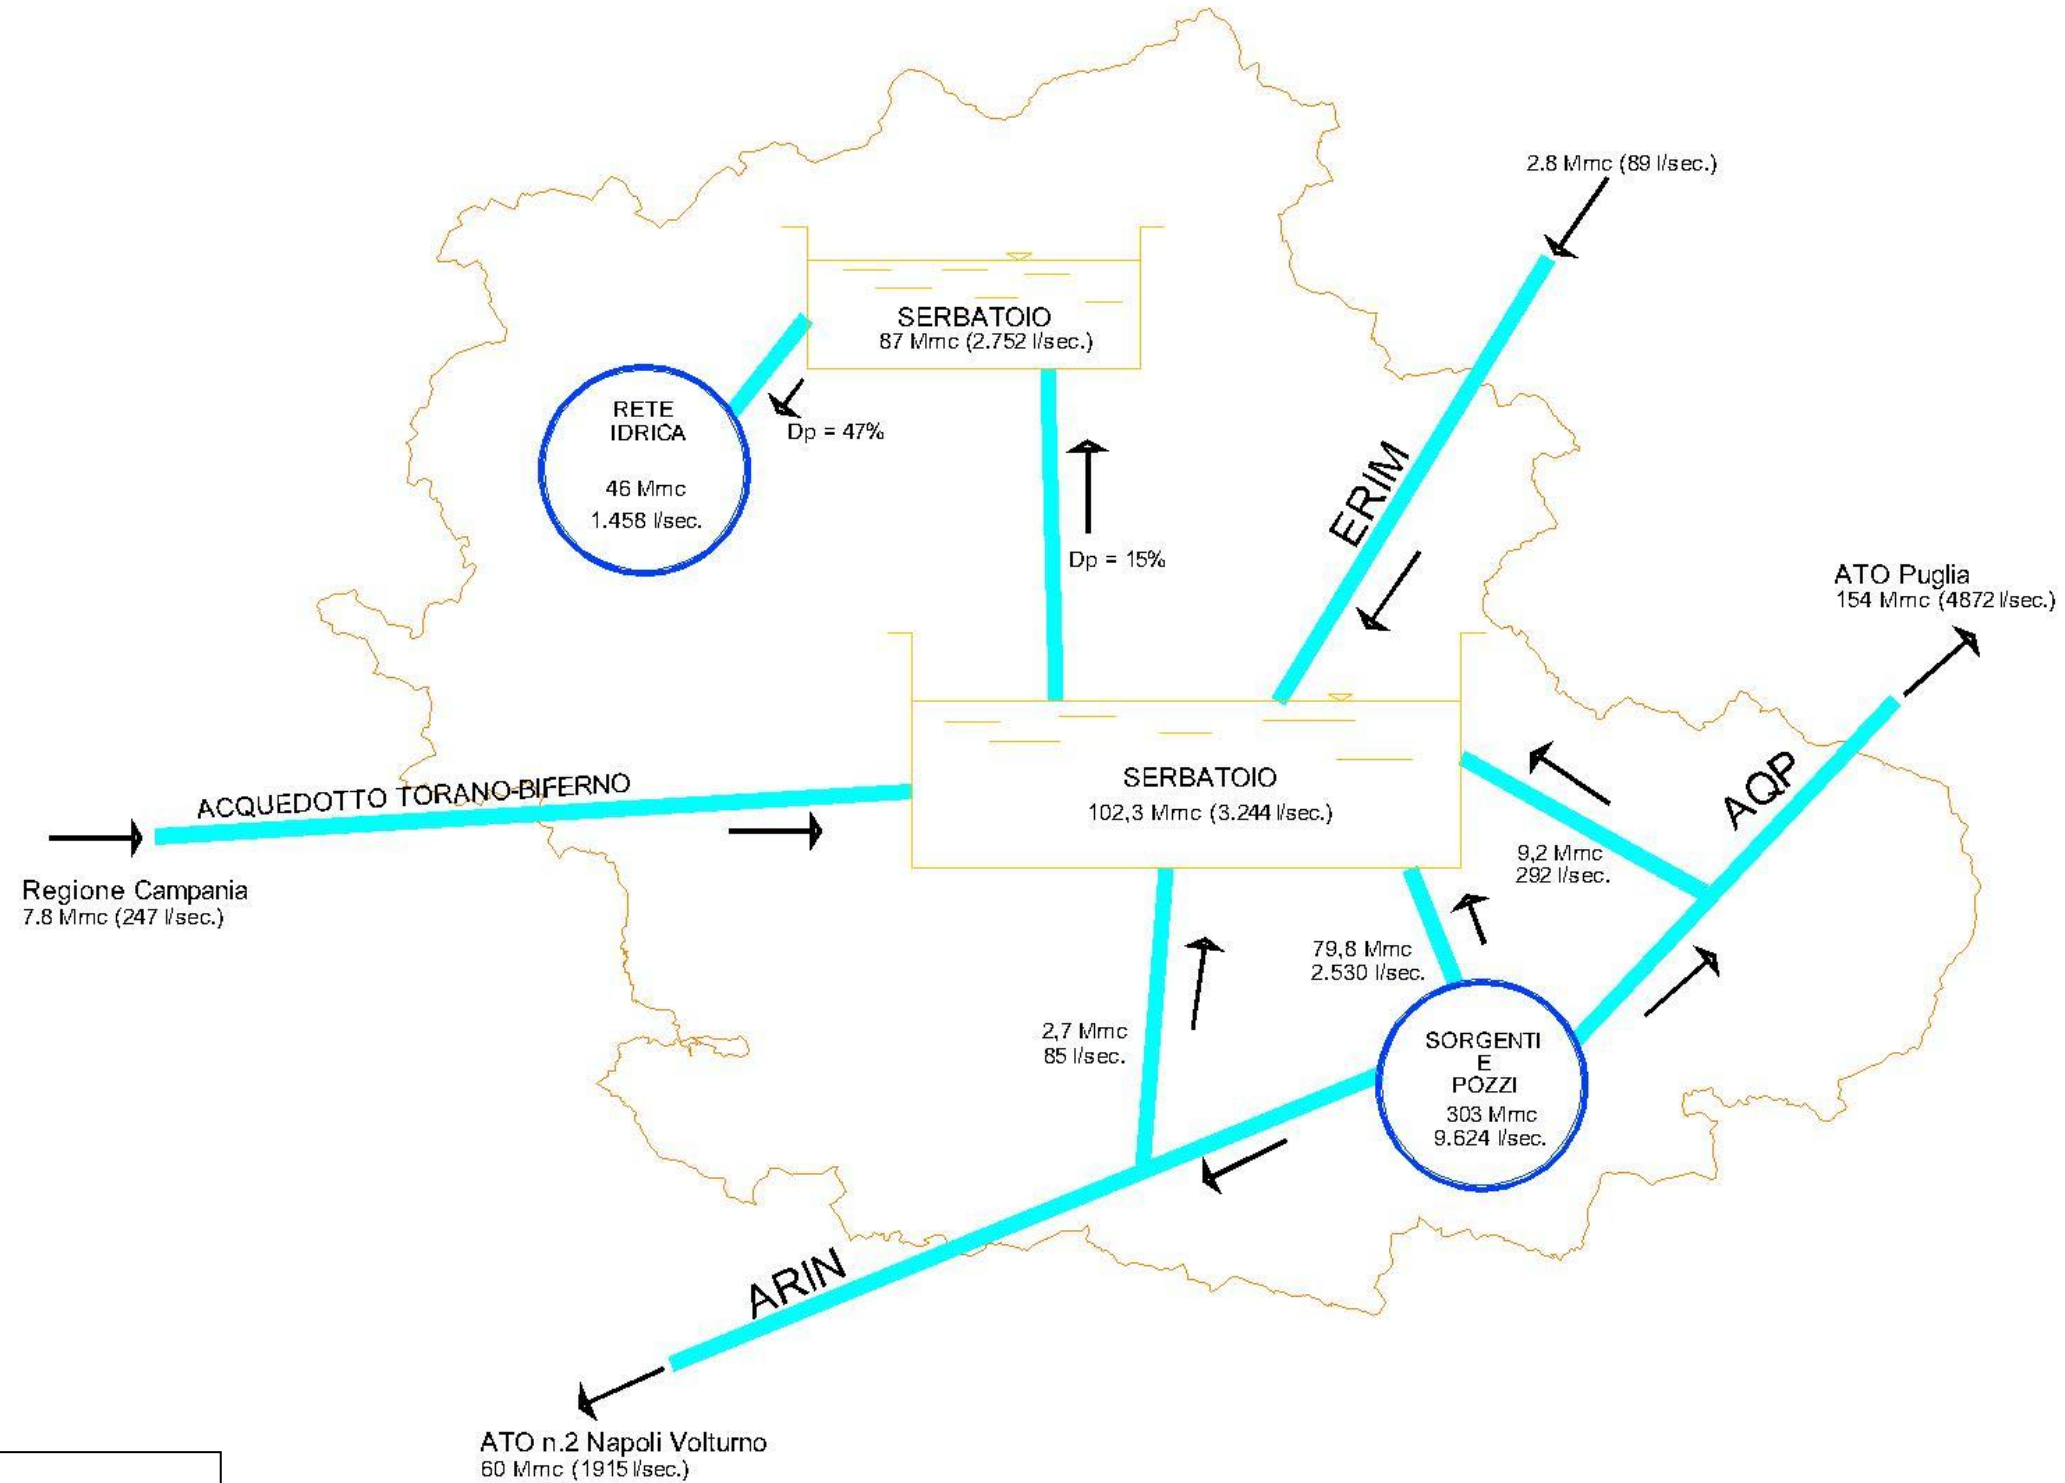 2.8 Mmc (89 l/sec.)
SERBATOIO
87 Mmc (2.752 l/sec.)
RETE
IDRICA
46 Mmc
1.458 l/sec.
Dp = 47%
Dp = 15%
ERIM
ATO Puglia
154 Mmc (4872 l/sec.)
AQP
ACQUEDOTTO TORANO-BIFERNO
SERBATOIO
102,3 Mmc (3.244 l/sec.)
Regione Campania
7.8 Mmc (247 l/sec.)
9,2 Mmc
292 l/sec.
79,8 Mmc
2.530 l/sec.
2,7 Mmc
85 l/sec.
SORGENTI
E
POZZI
303 Mmc
9.624 l/sec.
ARIN
ATO n.2 Napoli Volturno
60 Mmc (1915 l/sec.)